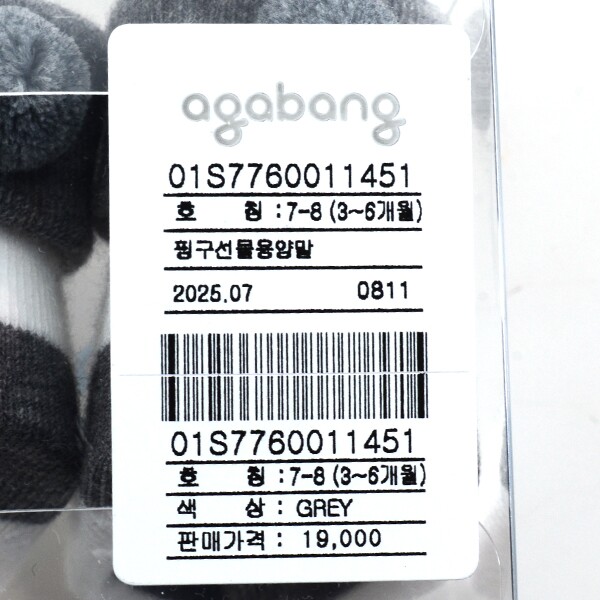 agabang
01S7760011451
호 칭 : 7-8 (3~6개월)
핑구선물용양말
2025.07 0811
01S7760011451
호 칭 : 7-8 (3~6개월)
색 상 : GREY
판매가격 : 19,000